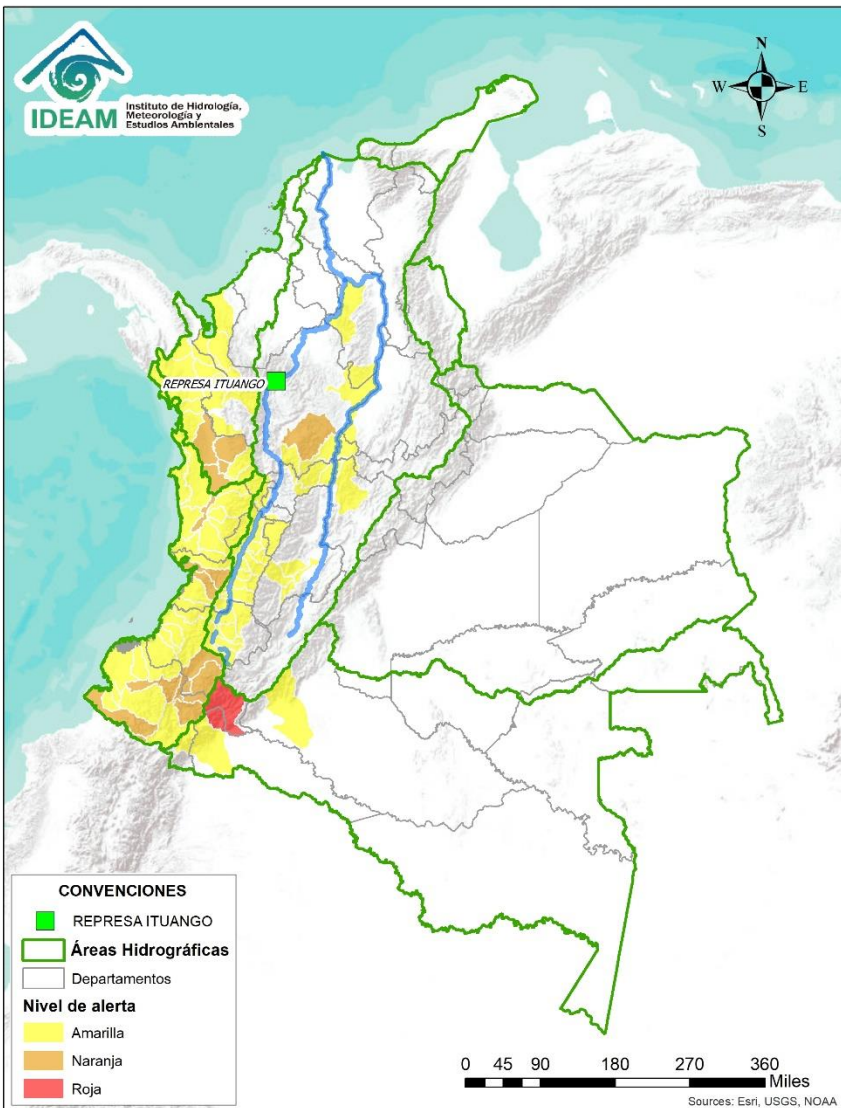 IDEAM
Instituto de Hidrología,
Meteorología y
Estudios Ambientales
N
W
E
S
REPRESA ITUANGO
CONVENCIONES
REPRESA ITUANGO
Áreas Hidrográficas
Departamentos
Nivel de alerta
Amarilla
Naranja
Roja
0 45 90 180 270 360
Miles
Sources: Esri, USGS, NOAA